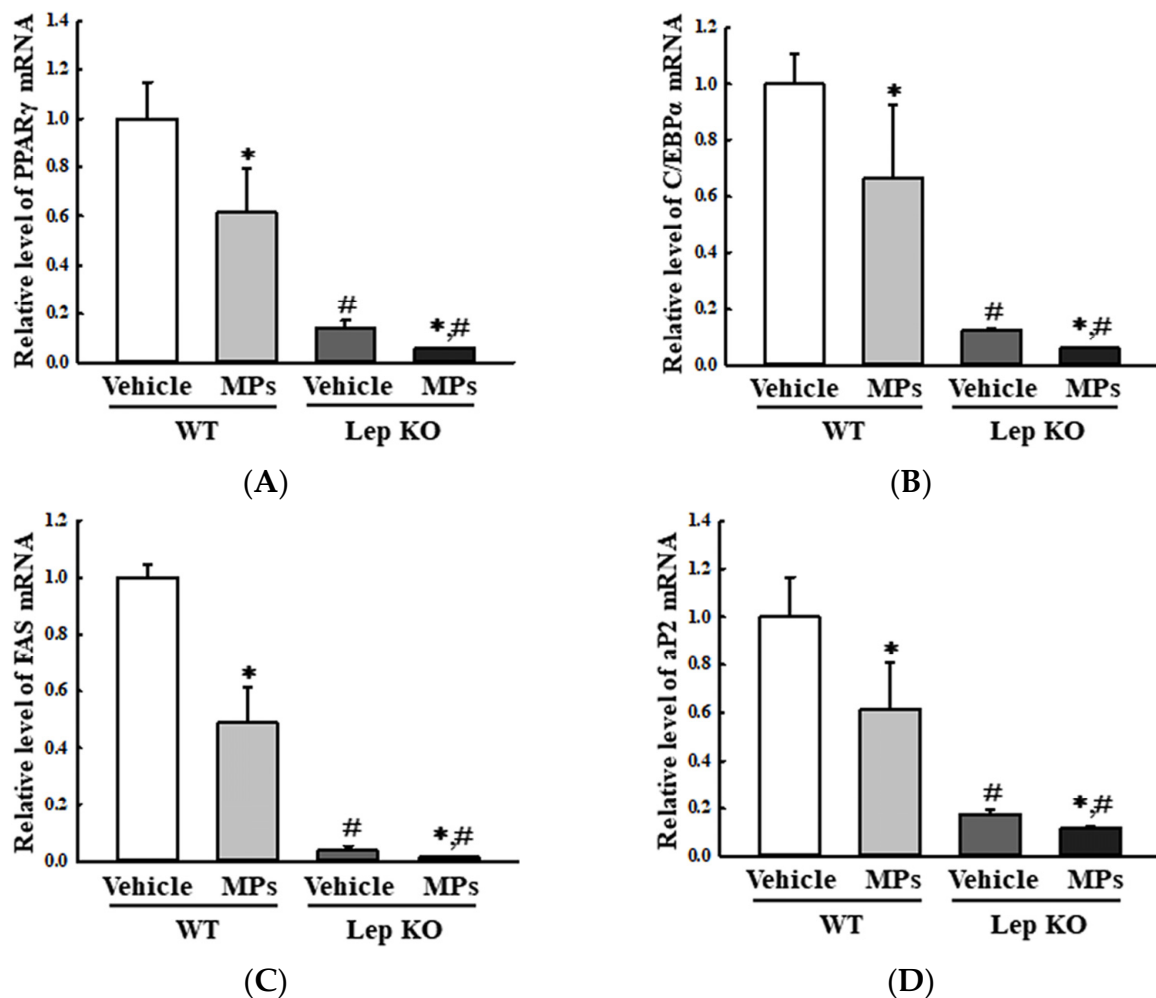 Relative level of PPARγ mRNA
1.4
1.2
1.0
0.8
0.6
0.4
0.2
0.0
*
#
*,#
Vehicle MPs Vehicle MPs
WT Lep KO
(A)
Relative level of C/EBPα mRNA
1.2
1.0
0.8
0.6
0.4
0.2
0.0
*
#
*,#
Vehicle MPs Vehicle MPs
WT Lep KO
(B)
Relative level of FAS mRNA
1.2
1.0
0.8
0.6
0.4
0.2
0.0
*
#
*,#
Vehicle MPs Vehicle MPs
WT Lep KO
(C)
Relative level of aP2 mRNA
1.4
1.2
1.0
0.8
0.6
0.4
0.2
0.0
*
#
*,#
Vehicle MPs Vehicle MPs
WT Lep KO
(D)